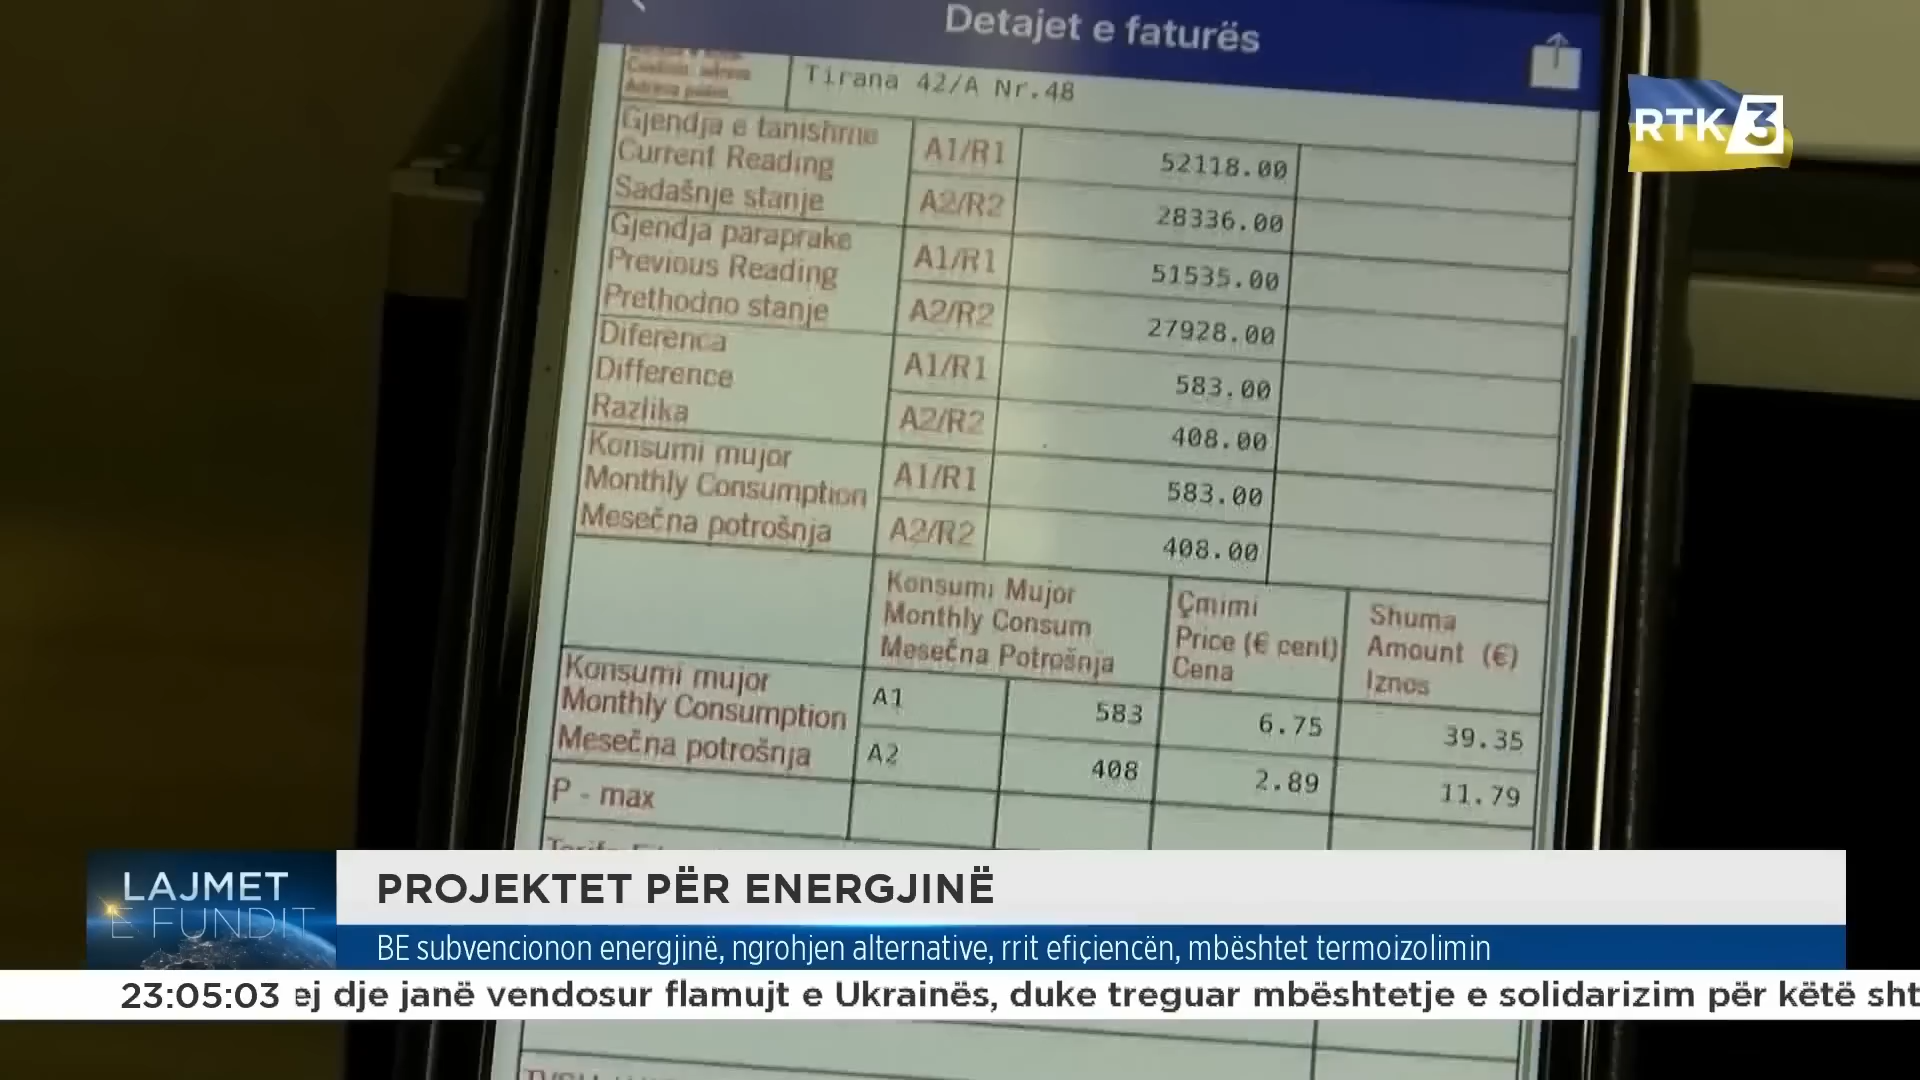 Detajet e faturës
Tirana 42/A Nr.48
RTK 3
Gjendja e tanishme
Current Reading
Sadašnje stanje
A1/R1 52118.00
A2/R2 28336.00
Gjendja paraprake
Previous Reading
Prethodno stanje
A1/R1 51535.00
A2/R2 27928.00
Diferenca
Difference
Razlika
A1/R1 583.00
A2/R2 408.00
Konsumi mujor
Monthly Consumption
Mesečna potrošnja
A1/R1 583.00
A2/R2 408.00
Konsumi Mujor
Monthly Consum
Mesečna Potrošnja
Çmimi
Price (€ cent)
Cena
Shuma
Amount (€)
Iznos
Konsumi mujor
Monthly Consumption
Mesečna potrošnja
A1 583 6.75 39.35
A2 408 2.89 11.79
P - max
LAJMET
E FUNDIT
PROJEKTET PËR ENERGJINË
BE subvencionon energjinë, ngrohjen alternative, rrit efiçiencën, mbështet termoizolimin
23:05:03 ej dje janë vendosur flamujt e Ukrainës, duke treguar mbështetje e solidarizim për këtë sht